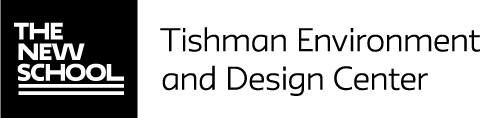 THE
NEW
SCHOOL
Tishman Environment
and Design Center